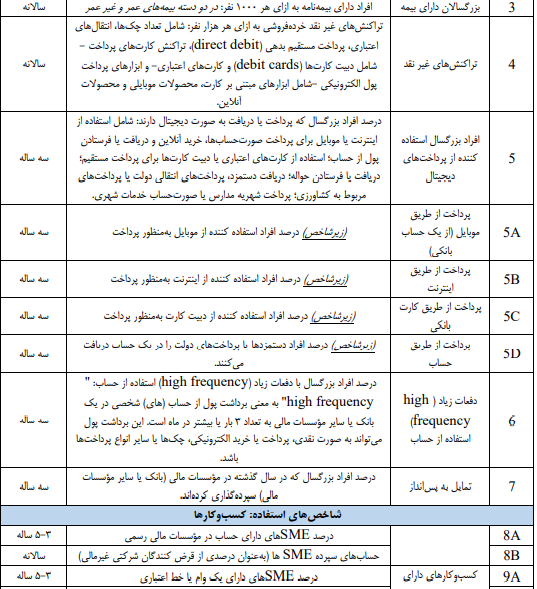 3 بزرگسالان دارای بیمه افراد دارای بیمه‌نامه به ازای هر ۱۰۰۰ نفر: در دو دسته بیمه‌های عمر و غیر عمر سالانه
تراکنش‌های غیر نقد خرده‌فروشی به ازای هر هزار نفر: شامل تعداد چک‌ها، انتقال‌های
اعتباری، پرداخت مستقیم بدهی (direct debit)، تراکنش کارت‌های پرداخت –
4 تراکنش‌های غیر نقد شامل دبیت کارت‌ها (debit cards) و کارت‌های اعتباری– و ابزارهای پرداخت سالانه
پول الکترونیکی –شامل ابزارهای مبتنی بر کارت، محصولات موبایلی و محصولات
آنلاین.
درصد افراد بزرگسال که پرداخت یا دریافت به صورت دیجیتال دارند: شامل استفاده از
اینترنت یا موبایل برای پرداخت صورت‌حساب‌ها، خرید آنلاین و دریافت یا فرستادن
5 افراد بزرگسال استفاده کننده از پرداخت‌های دیجیتال پول از حساب؛ استفاده از کارت‌های اعتباری یا دبیت کارت‌ها برای پرداخت مستقیم؛ سه ساله
دریافت یا فرستادن حواله؛ دریافت دستمزد، پرداخت‌های انتقالی دولت یا پرداخت‌های
مربوط به کشاورزی؛ پرداخت شهریه مدارس یا صورت‌حساب خدمات شهری.
پرداخت از طریق
5A موبایل (از یک حساب (زیرشاخص) درصد افراد استفاده کننده از موبایل به‌منظور پرداخت سه ساله
بانکی)
پرداخت از طریق
5B اینترنت (زیرشاخص) درصد افراد استفاده کننده از اینترنت به‌منظور پرداخت سه ساله
5C پرداخت از طریق کارت بانکی (زیرشاخص) درصد افراد استفاده کننده از دبیت کارت به‌منظور پرداخت سه ساله
5D پرداخت از طریق حساب (زیرشاخص) درصد افراد دستمزدها یا پرداخت‌های دولت را در یک حساب دریافت سه ساله
می‌کنند.
درصد افراد بزرگسال با دفعات زیاد (high frequency) استفاده از حساب: "
high frequency" به معنی برداشت پول از حساب (های) شخصی در یک
6 دفعات زیاد (high frequency) استفاده از حساب بانک یا سایر مؤسسات مالی به تعداد ۳ بار یا بیشتر در ماه است. این برداشت پول سه ساله
می‌تواند به صورت نقدی، پرداخت یا خرید الکترونیکی، چک‌ها یا سایر انواع پرداخت‌ها
باشد.
7 تمایل به پس‌انداز درصد افراد بزرگسال که در سال گذشته در مؤسسات مالی (بانک یا سایر مؤسسات سه ساله
مالی) سپرده‌گذاری کرده‌اند.
شاخص‌های استفاده: کسب‌وکارها
8A درصد SMEهای دارای حساب در مؤسسات مالی رسمی ۳-۵ ساله
8B حساب‌های سپرده SME ها (به‌عنوان درصدی از قرض کنندگان شرکتی غیرمالی) سالانه
9A کسب‌وکارهای دارای درصد SMEهای دارای یک وام یا خط اعتباری ۳-۵ ساله